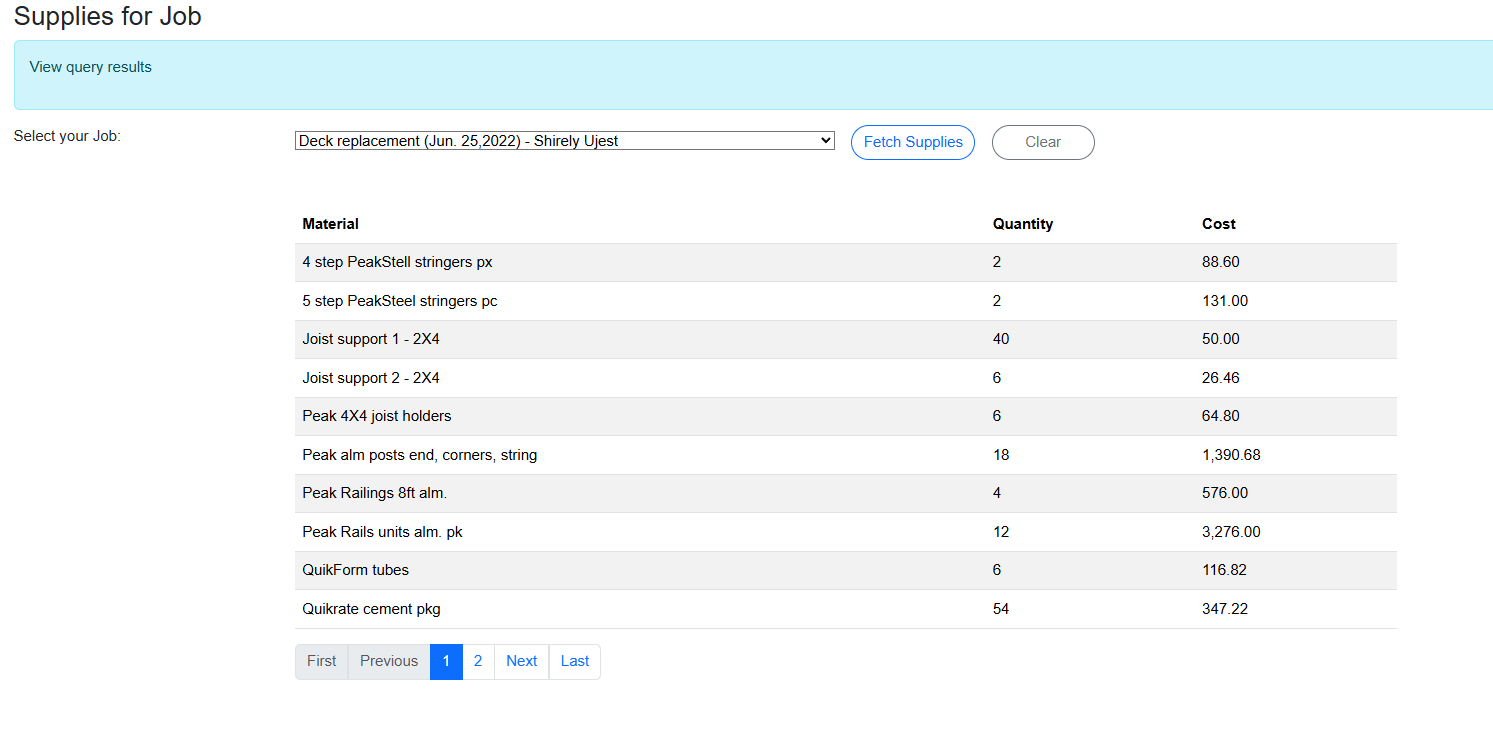 Supplies for Job
View query results
Select your Job: Deck replacement (Jun. 25,2022) - Shirely Ujest Fetch Supplies Clear
Material Quantity Cost
4 step PeakStell stringers px 2 88.60
5 step PeakSteel stringers pc 2 131.00
Joist support 1 - 2X4 40 50.00
Joist support 2 - 2X4 6 26.46
Peak 4X4 joist holders 6 64.80
Peak alm posts end, corners, string 18 1,390.68
Peak Railings 8ft alm. 4 576.00
Peak Rails units alm. pk 12 3,276.00
QuikForm tubes 6 116.82
Quikrate cement pkg 54 347.22
First Previous 1 2 Next Last